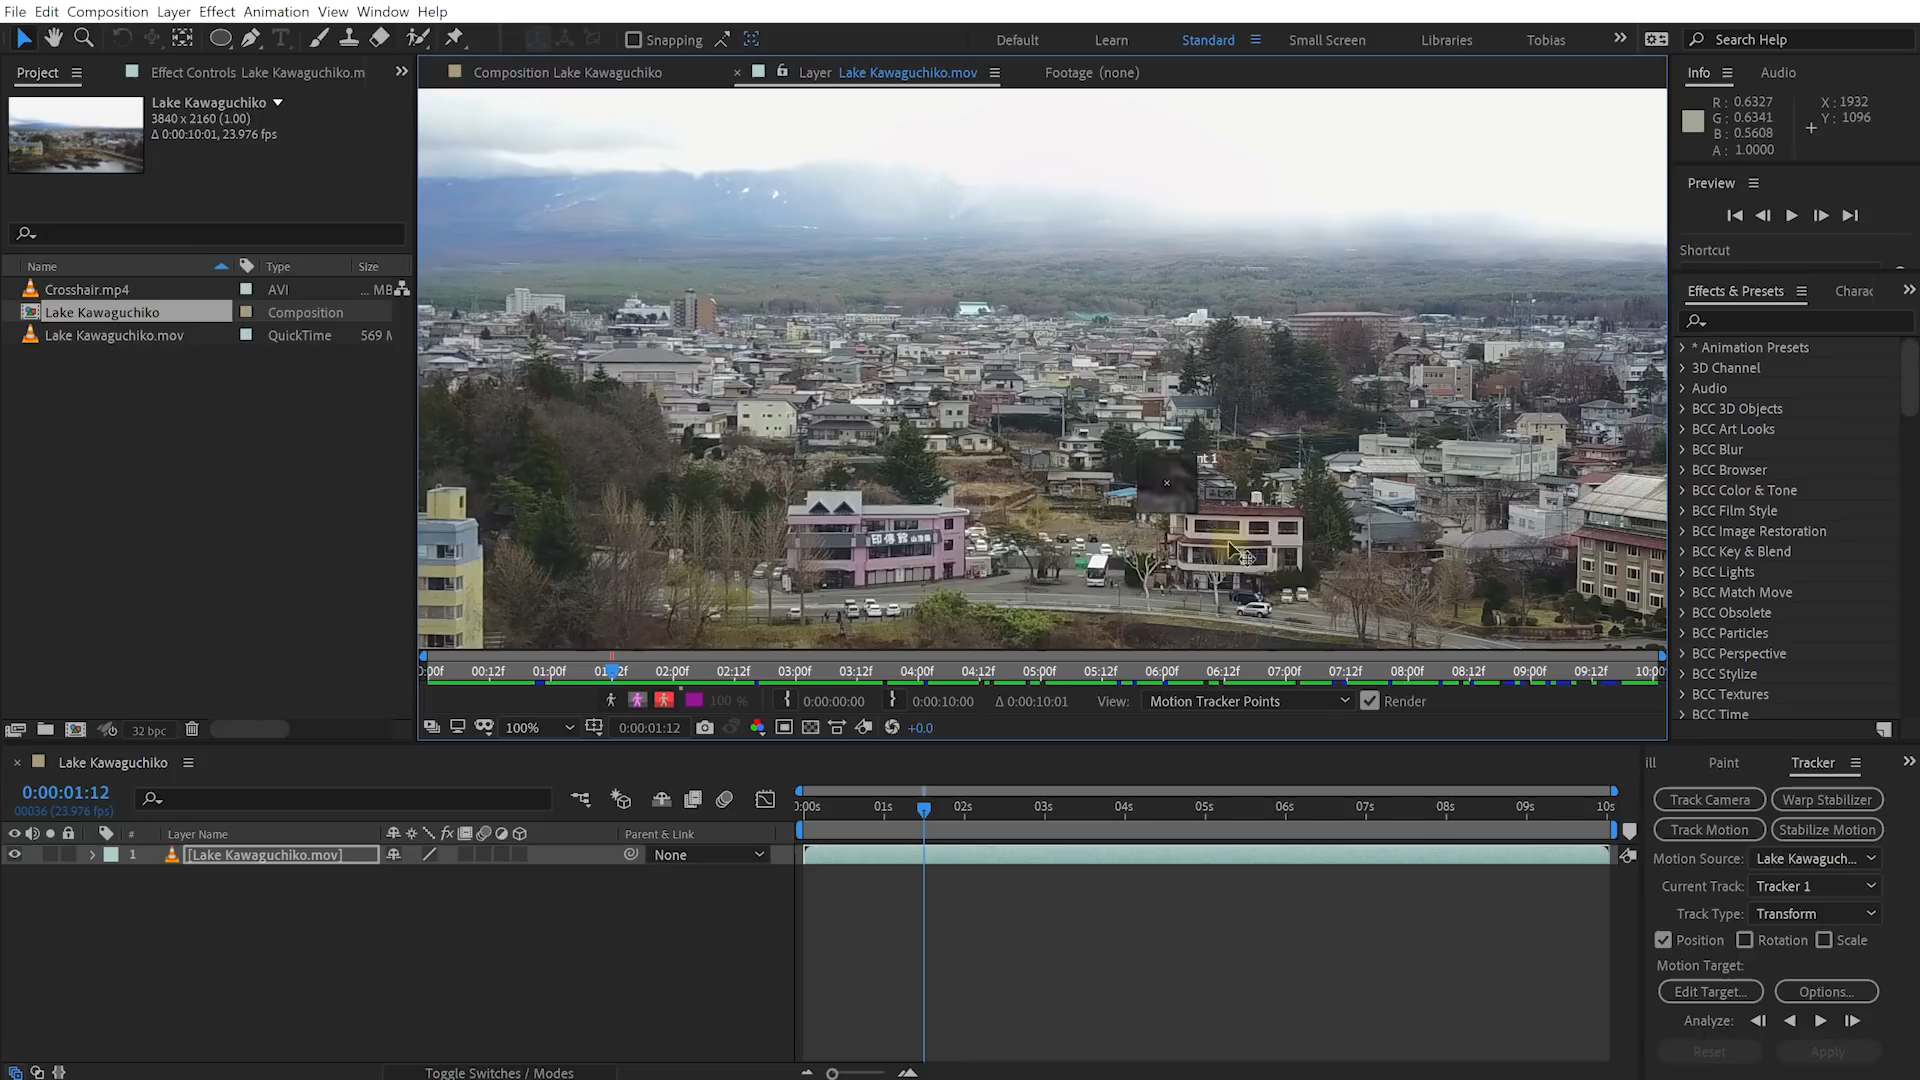 File Edit Composition Layer Effect Animation View Window Help
Snapping
Default Learn Standard Small Screen Libraries Tobias
Search Help
Project
Effect Controls Lake Kawaguchiko.m
Composition Lake Kawaguchiko
Layer Lake Kawaguchiko.mov
Footage (none)
Info Audio
Lake Kawaguchiko
3840 x 2160 (1.00)
Δ 0:00:10:01, 23.976 fps
R: 0.6327
G: 0.6341
B: 0.5608
A: 1.0000
X: 1932
Y: 1096
Preview
Shortcut
Name Type Size
Crosshair.mp4 AVI ... MB
Lake Kawaguchiko Composition
Lake Kawaguchiko.mov QuickTime 569 M
Effects & Presets Charac
* Animation Presets
3D Channel
Audio
BCC 3D Objects
BCC Art Looks
BCC Blur
BCC Browser
BCC Color & Tone
BCC Film Style
BCC Image Restoration
BCC Key & Blend
BCC Lights
BCC Match Move
BCC Obsolete
BCC Particles
BCC Perspective
BCC Stylize
BCC Textures
BCC Time
nt 1
印傳館
:00f 00:12f 01:00f 01:12f 02:00f 02:12f 03:00f 03:12f 04:00f 04:12f 05:00f 05:12f 06:00f 06:12f 07:00f 07:12f 08:00f 08:12f 09:00f 09:12f 10:00
100 % 0:00:00:00 0:00:10:00 Δ 0:00:10:01 View: Motion Tracker Points Render
32 bpc
100% 0:00:01:12 +0.0
Lake Kawaguchiko
0:00:01:12
00036 (23.976 fps)
:00s 01s 02s 03s 04s 05s 06s 07s 08s 09s 10s
# Layer Name Parent & Link
1 [Lake Kawaguchiko.mov] None
ill Paint Tracker
Track Camera Warp Stabilizer
Track Motion Stabilize Motion
Motion Source: Lake Kawaguch...
Current Track: Tracker 1
Track Type: Transform
Position Rotation Scale
Motion Target:
Edit Target... Options...
Analyze:
Reset Apply
Toggle Switches / Modes